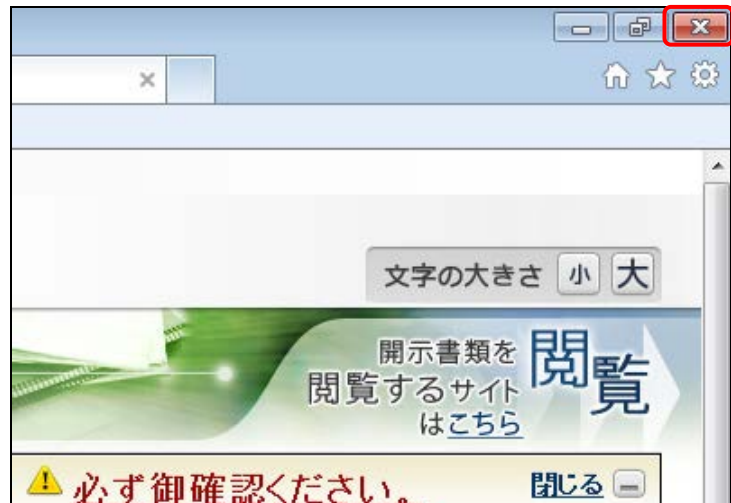 文字の大きさ 小 大
開示書類を
閲覧するサイト
はこちら
閲覧
必ず御確認ください。 閉じる